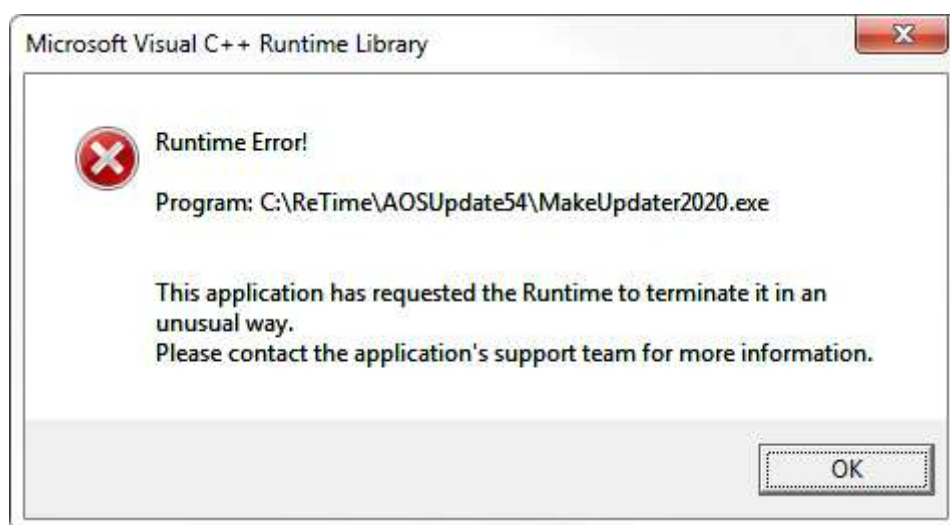 Microsoft Visual C++ Runtime Library
Runtime Error!
Program: C:\ReTime\AOSUpdate54\MakeUpdater2020.exe
This application has requested the Runtime to terminate it in an
unusual way.
Please contact the application's support team for more information.
OK